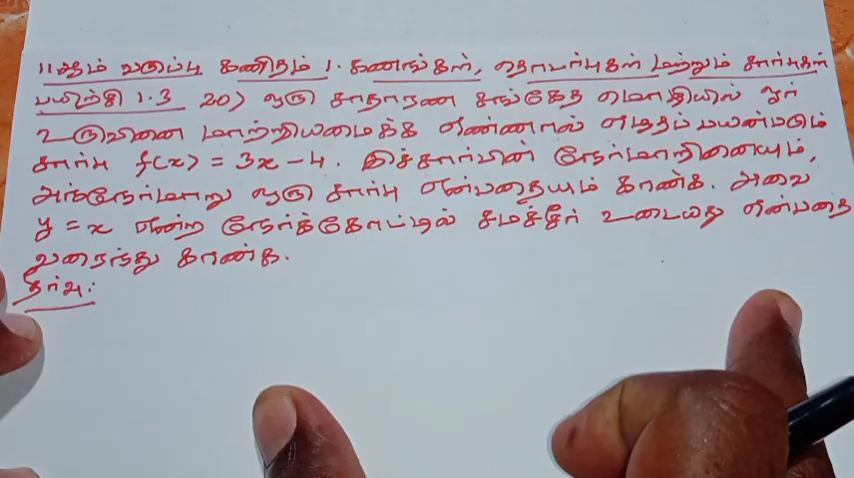 11ஆம் வகுப்பு கணிதம் 1. கணங்கள், தொடர்புகள் மற்றும் சார்புகள்
பயிற்சி 1.3 20) ஒரு சாதாரண சங்கேத மொழியில் ஓர்
உருவினை மாற்றியமைக்க எண்ணால் எழுதப் பயன்படும்
சார்பு f(x) = 3x - 4. இச்சார்பின் நேர்மாறினையும்,
அந்நேர்மாறு ஒரு சார்பு என்பதையும் காண்க. அவை
y = x என்ற நேர்க்கோட்டில் சமச்சீர் உடையது என்பதை
வரைந்து காண்க.
தீர்வு: